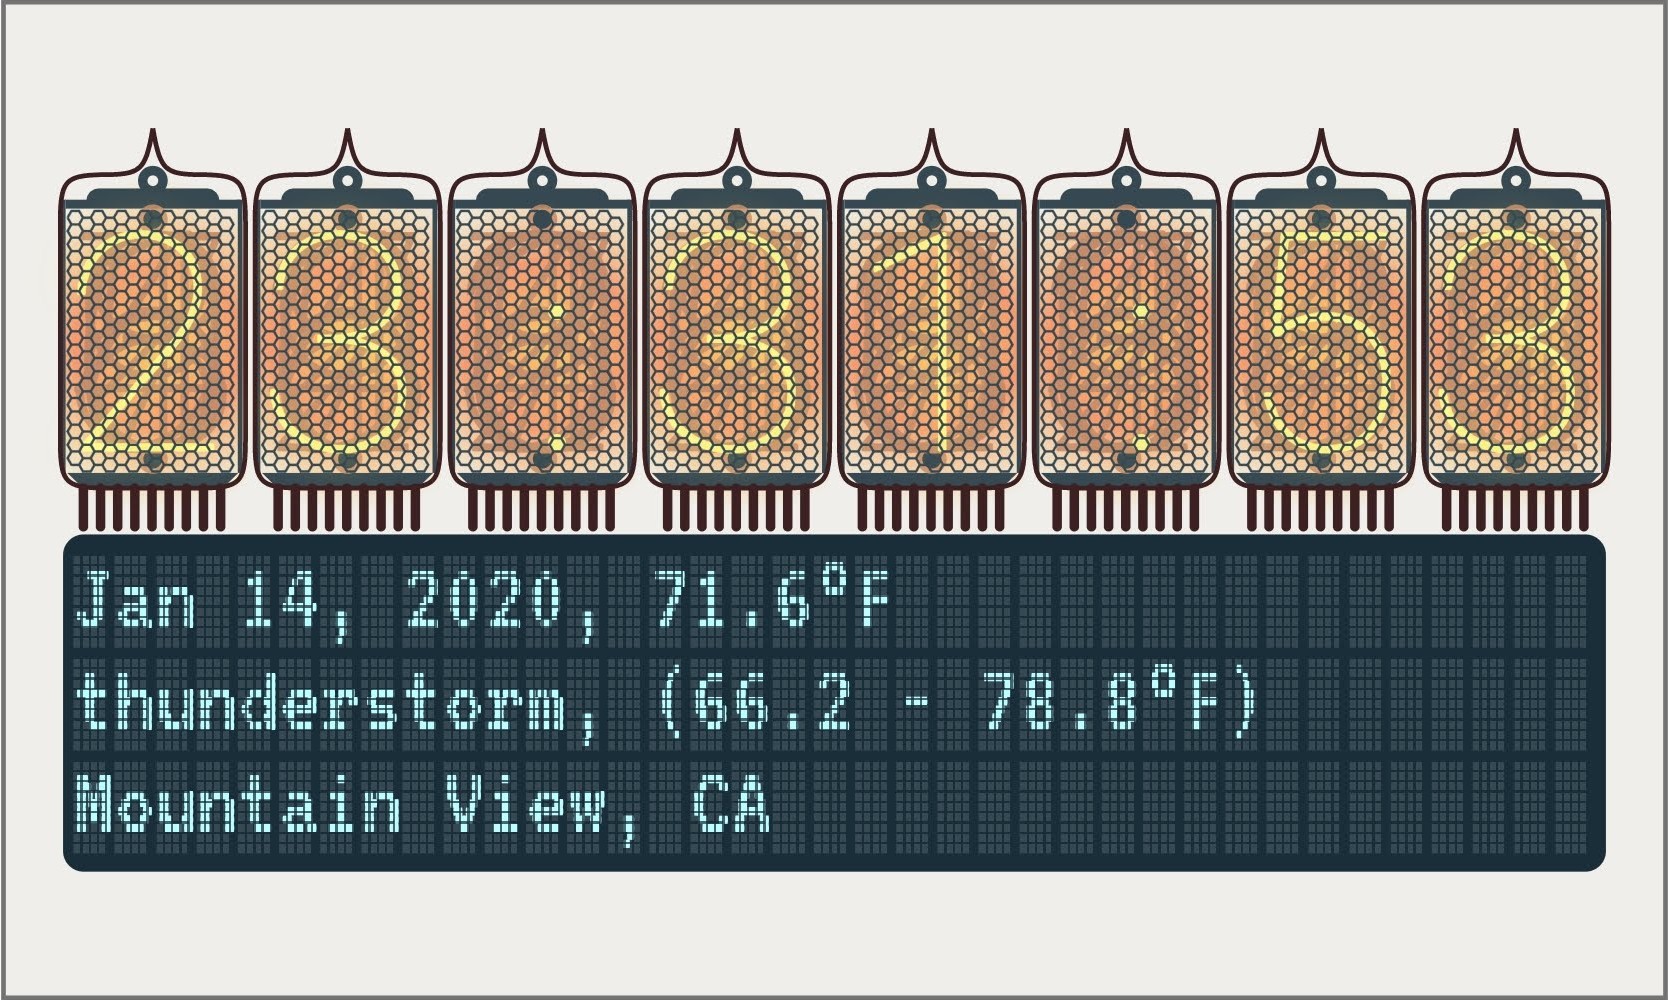 23:31:53
Jan 14, 2020, 71.6°F
thunderstorm, (66.2 - 78.8°F)
Mountain View, CA